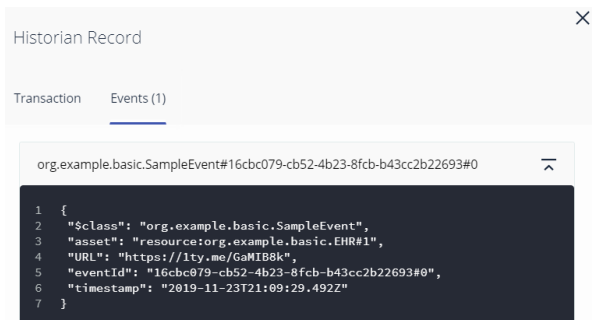 Historian Record
Transaction Events (1)
org.example.basic.SampleEvent#16cbc079-cb52-4b23-8fcb-b43cc2b22693#0
1 {
2 "$class": "org.example.basic.SampleEvent",
3 "asset": "resource:org.example.basic.EHR#1",
4 "URL": "https://1ty.me/GaMIB8k",
5 "eventId": "16cbc079-cb52-4b23-8fcb-b43cc2b22693#0",
6 "timestamp": "2019-11-23T21:09:29.492Z"
7 }